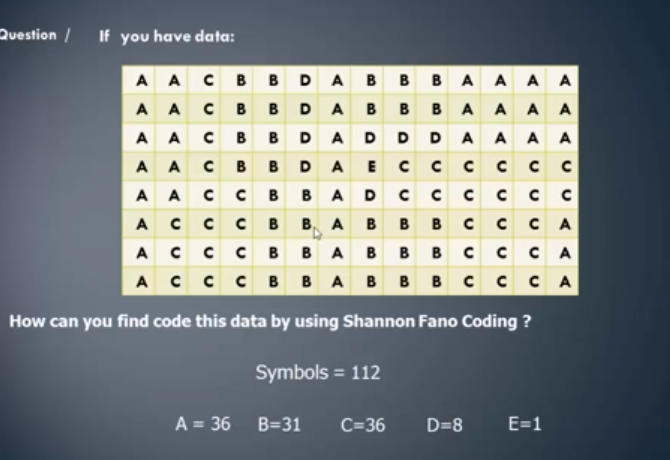 Question / If you have data:
A A C B B D A B B B A A A A
A A C B B D A B B B A A A A
A A C B B D A D D D A A A A
A A C B B D A E C C C C C C
A A C C B B A D C C C C C C
A C C C B B A B B B C C C A
A C C C B B A B B B C C C A
A C C C B B A B B B C C C A
How can you find code this data by using Shannon Fano Coding ?
Symbols = 112
A = 36 B=31 C=36 D=8 E=1